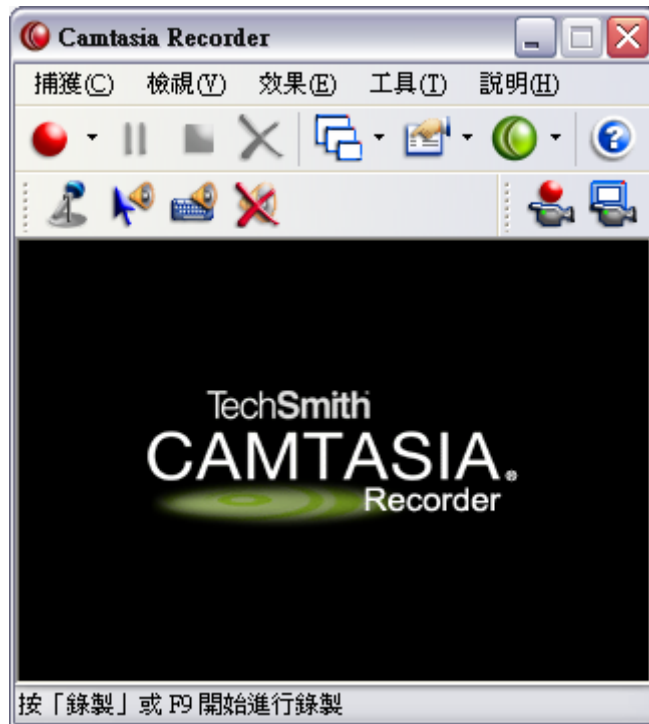 Camtasia Recorder
捕獲(C) 檢視(V) 效果(E) 工具(T) 說明(H)
TechSmith
CAMTASIA®
Recorder
按「錄製」或 F9 開始進行錄製